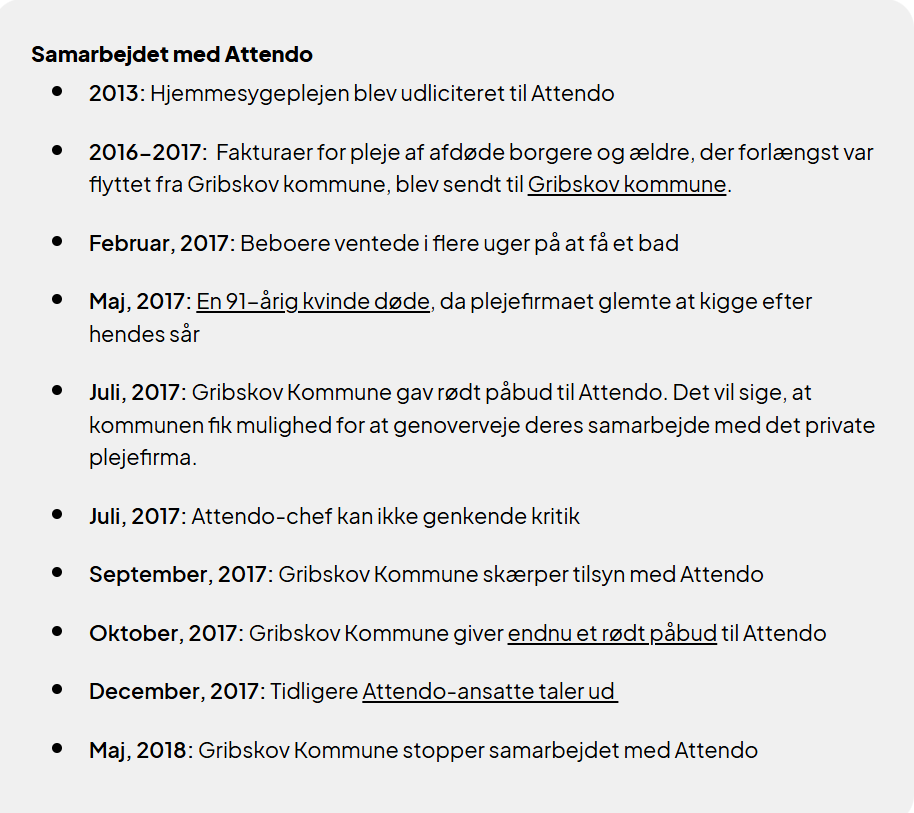 Samarbejdet med Attendo
• 2013: Hjemmesygeplejen blev udliciteret til Attendo
• 2016–2017:  Fakturaer for pleje af afdøde borgere og ældre, der forlængst var
flyttet fra Gribskov kommune, blev sendt til Gribskov kommune.
• Februar, 2017: Beboere ventede i flere uger på at få et bad
• Maj, 2017: En 91-årig kvinde døde, da plejefirmaet glemte at kigge efter
hendes sår
• Juli, 2017: Gribskov Kommune gav rødt påbud til Attendo. Det vil sige, at
kommunen fik mulighed for at genoverveje deres samarbejde med det private
plejefirma.
• Juli, 2017: Attendo-chef kan ikke genkende kritik
• September, 2017: Gribskov Kommune skærper tilsyn med Attendo
• Oktober, 2017: Gribskov Kommune giver endnu et rødt påbud til Attendo
• December, 2017: Tidligere Attendo-ansatte taler ud
• Maj, 2018: Gribskov Kommune stopper samarbejdet med Attendo